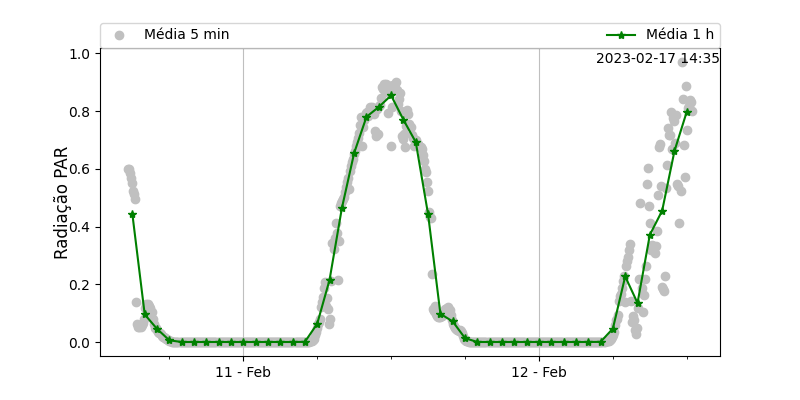 Média 5 min
Média 1 h
2023-02-17 14:35
1.0
0.8
0.6
0.4
0.2
0.0
Radiação PAR
11 - Feb
12 - Feb